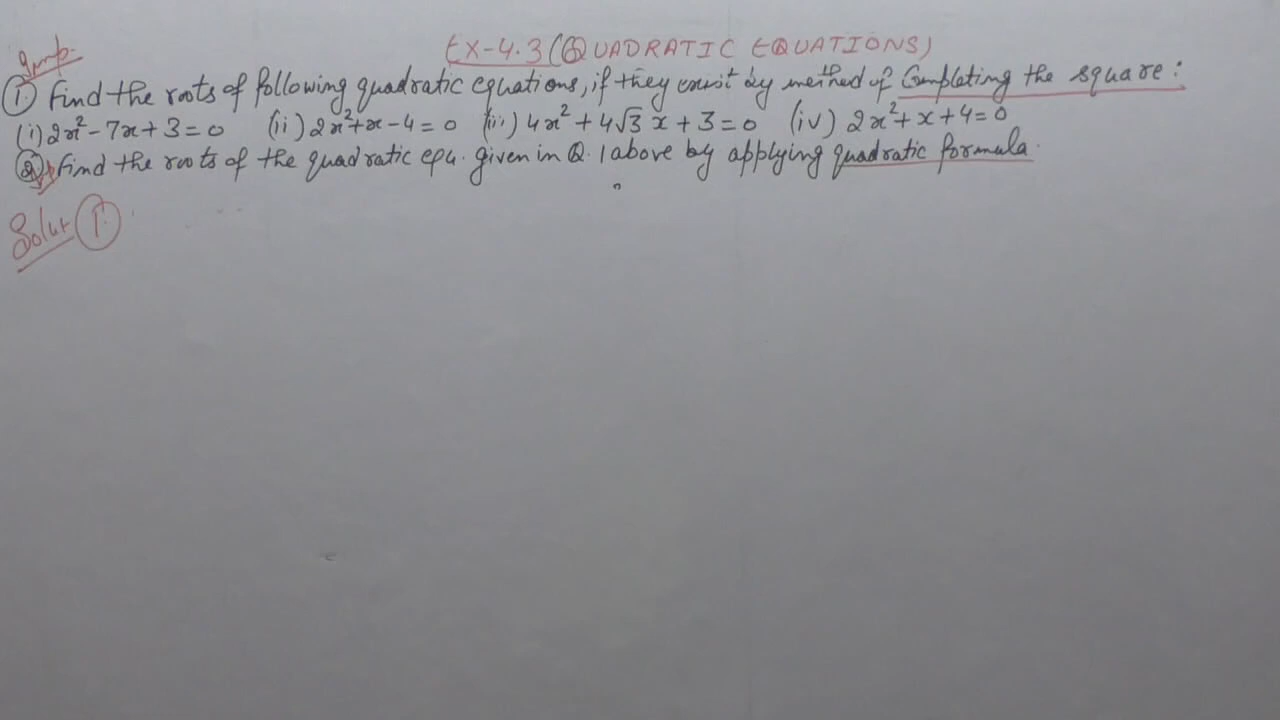 EX-4.3 (QUADRATIC EQUATIONS)
Imp.
① Find the roots of following quadratic equations, if they exist by method of Completing the square:
(i) 2x² - 7x + 3 = 0 (ii) 2x² + x - 4 = 0 (iii) 4x² + 4√3 x + 3 = 0 (iv) 2x² + x + 4 = 0
② Find the roots of the quadratic equ. given in Q. 1 above by applying quadratic formula.
Solut ①.